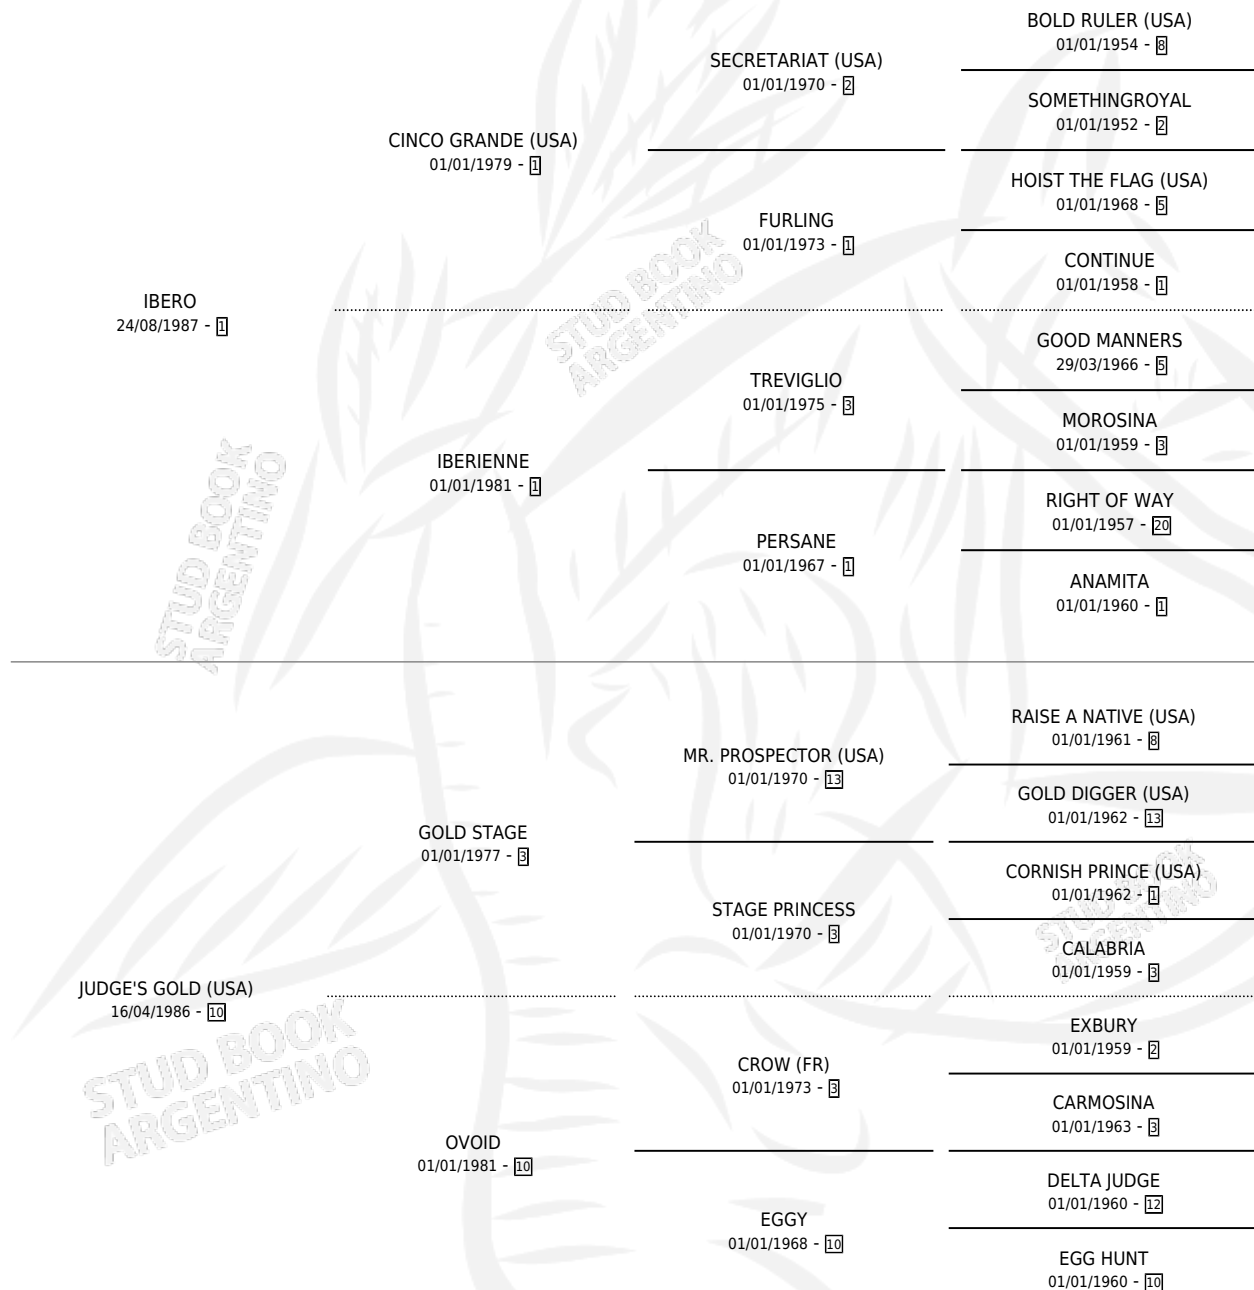 BOLD RULER (USA)
01/01/1954 - 8
SECRETARIAT (USA)
01/01/1970 - 2
SOMETHINGROYAL
01/01/1952 - 2
CINCO GRANDE (USA)
01/01/1979 - 1
HOIST THE FLAG (USA)
01/01/1968 - 5
FURLING
01/01/1973 - 1
CONTINUE
01/01/1958 - 1
IBERO
24/08/1987 - 1
GOOD MANNERS
29/03/1966 - 5
TREVIGLIO
01/01/1975 - 3
MOROSINA
01/01/1959 - 3
IBERIENNE
01/01/1981 - 1
RIGHT OF WAY
01/01/1957 - 20
PERSANE
01/01/1967 - 1
ANAMITA
01/01/1960 - 1
STUD BOOK
ARGENTINO
STUD BOOK
ARGENTINO
RAISE A NATIVE (USA)
01/01/1961 - 8
MR. PROSPECTOR (USA)
01/01/1970 - 13
GOLD DIGGER (USA)
01/01/1962 - 13
GOLD STAGE
01/01/1977 - 3
CORNISH PRINCE (USA)
01/01/1962 - 1
STAGE PRINCESS
01/01/1970 - 3
CALABRIA
01/01/1959 - 3
STUD BOOK
ARGENTINO
JUDGE'S GOLD (USA)
16/04/1986 - 10
EXBURY
01/01/1959 - 2
CROW (FR)
01/01/1973 - 3
CARMOSINA
01/01/1963 - 3
OVOID
01/01/1981 - 10
DELTA JUDGE
01/01/1960 - 12
EGGY
01/01/1968 - 10
EGG HUNT
01/01/1960 - 10
STUD BOOK
ARGENTINO